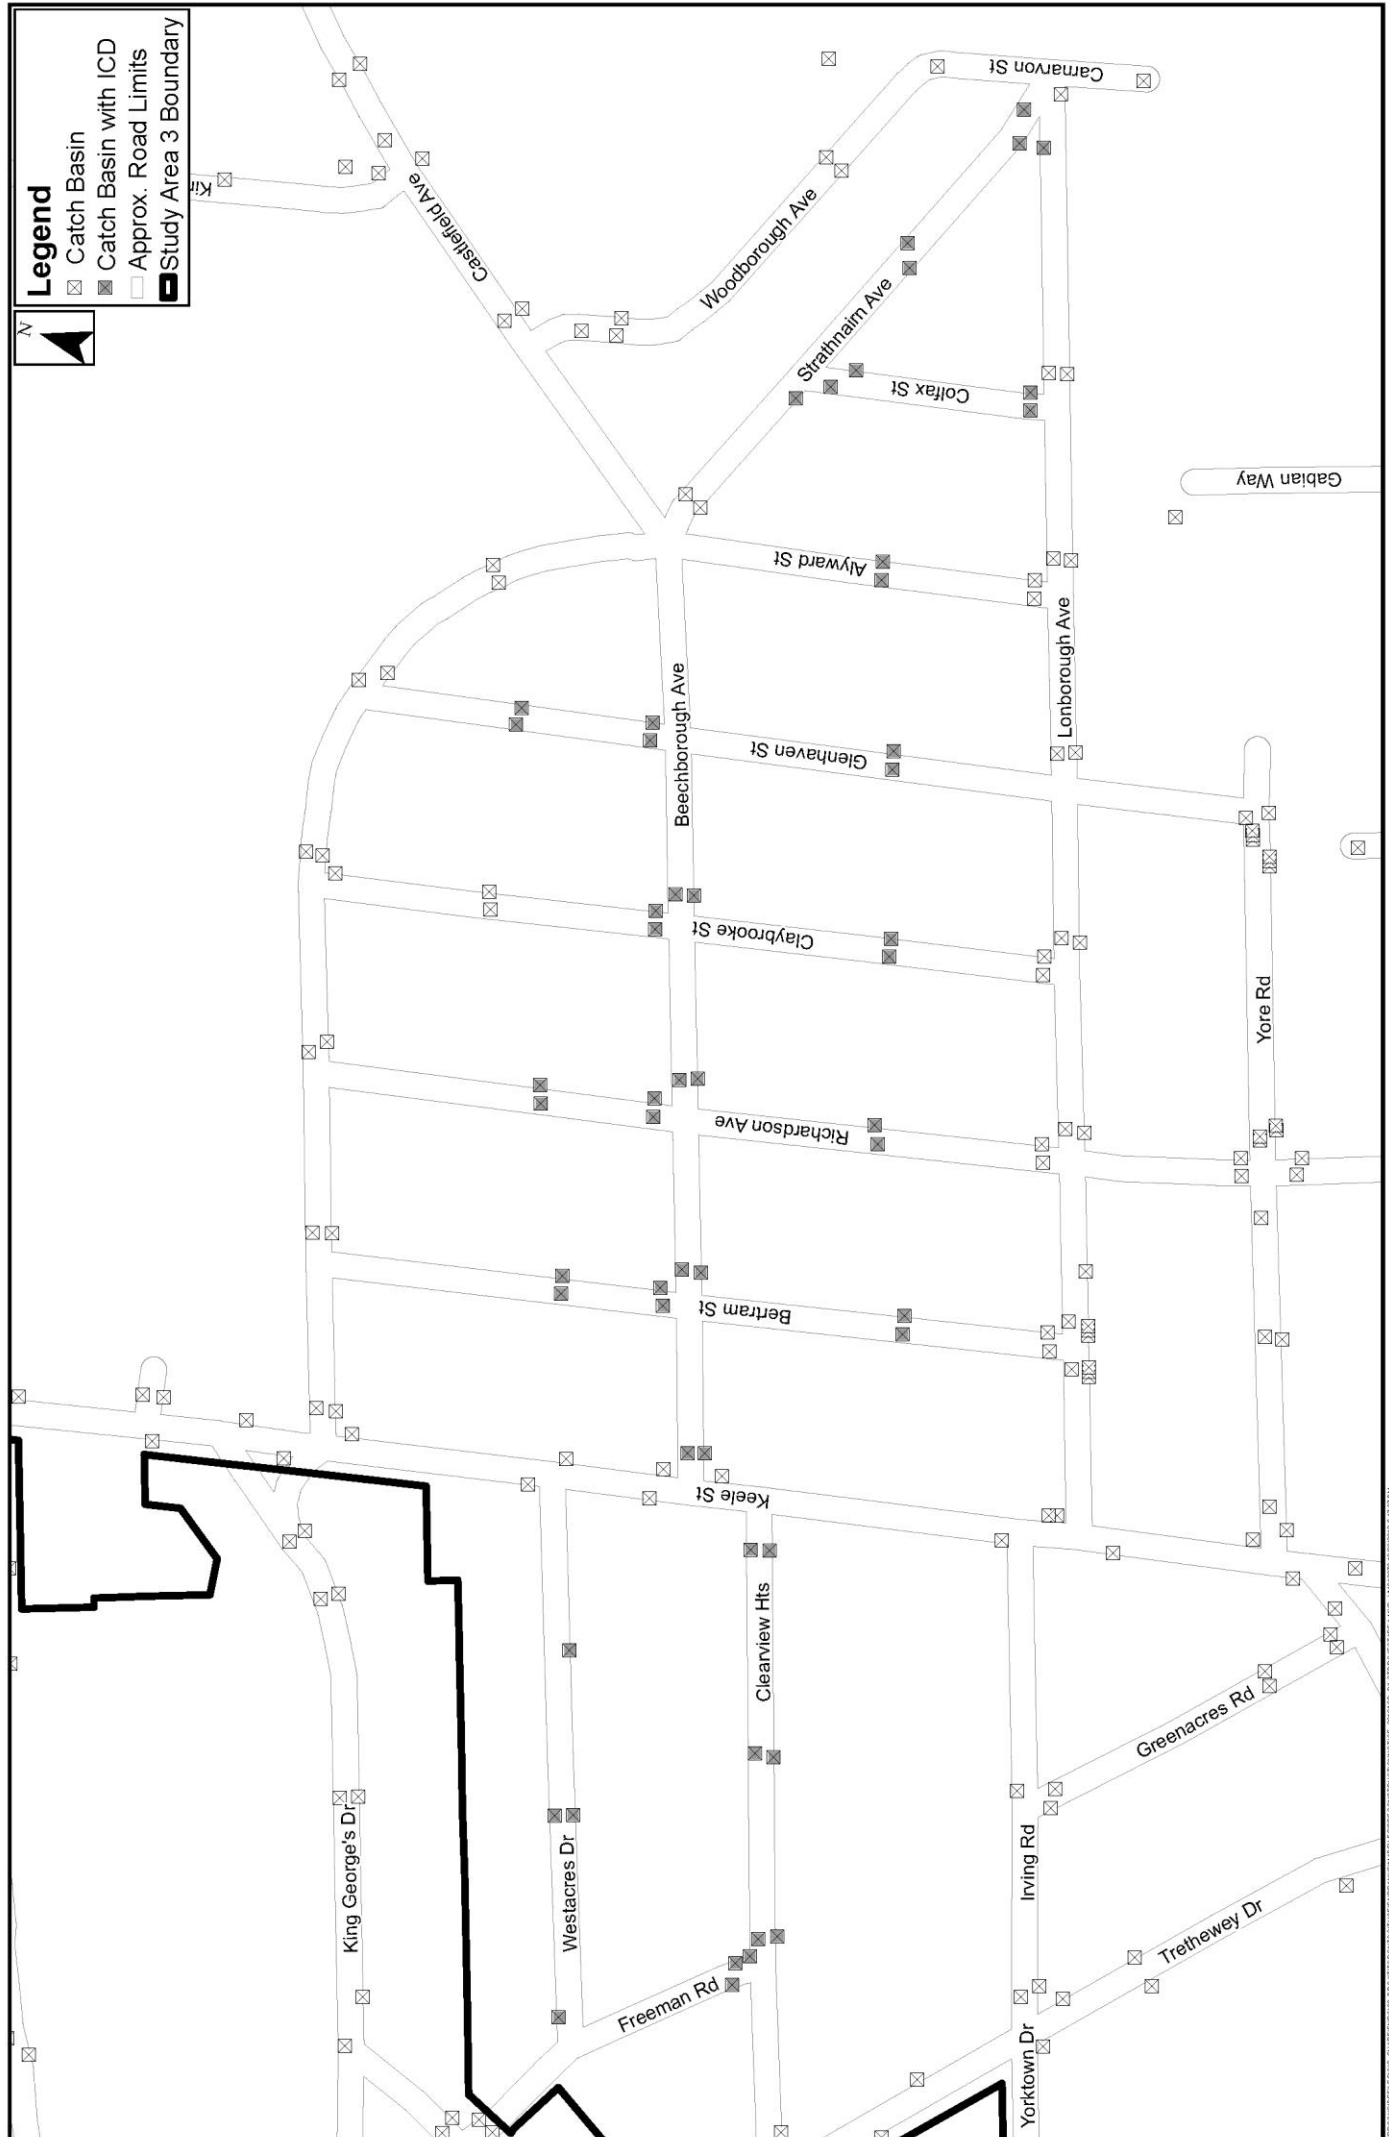 Legend
Catch Basin
Catch Basin with ICD
Approx. Road Limits
Study Area 3 Boundary
N
Kin
Castlefield Ave
Carnarvon St
Woodborough Ave
Strathnairn Ave
Colfax St
Gabian Way
Alyward St
Lonborough Ave
Beechborough Ave
Glenhaven St
Claybrooke St
Yore Rd
Richardson Ave
Bertram St
Keele St
Clearview Hts
Greenacres Rd
King George's Dr
Westacres Dr
Irving Rd
Trethewey Dr
Freeman Rd
Yorktown Dr